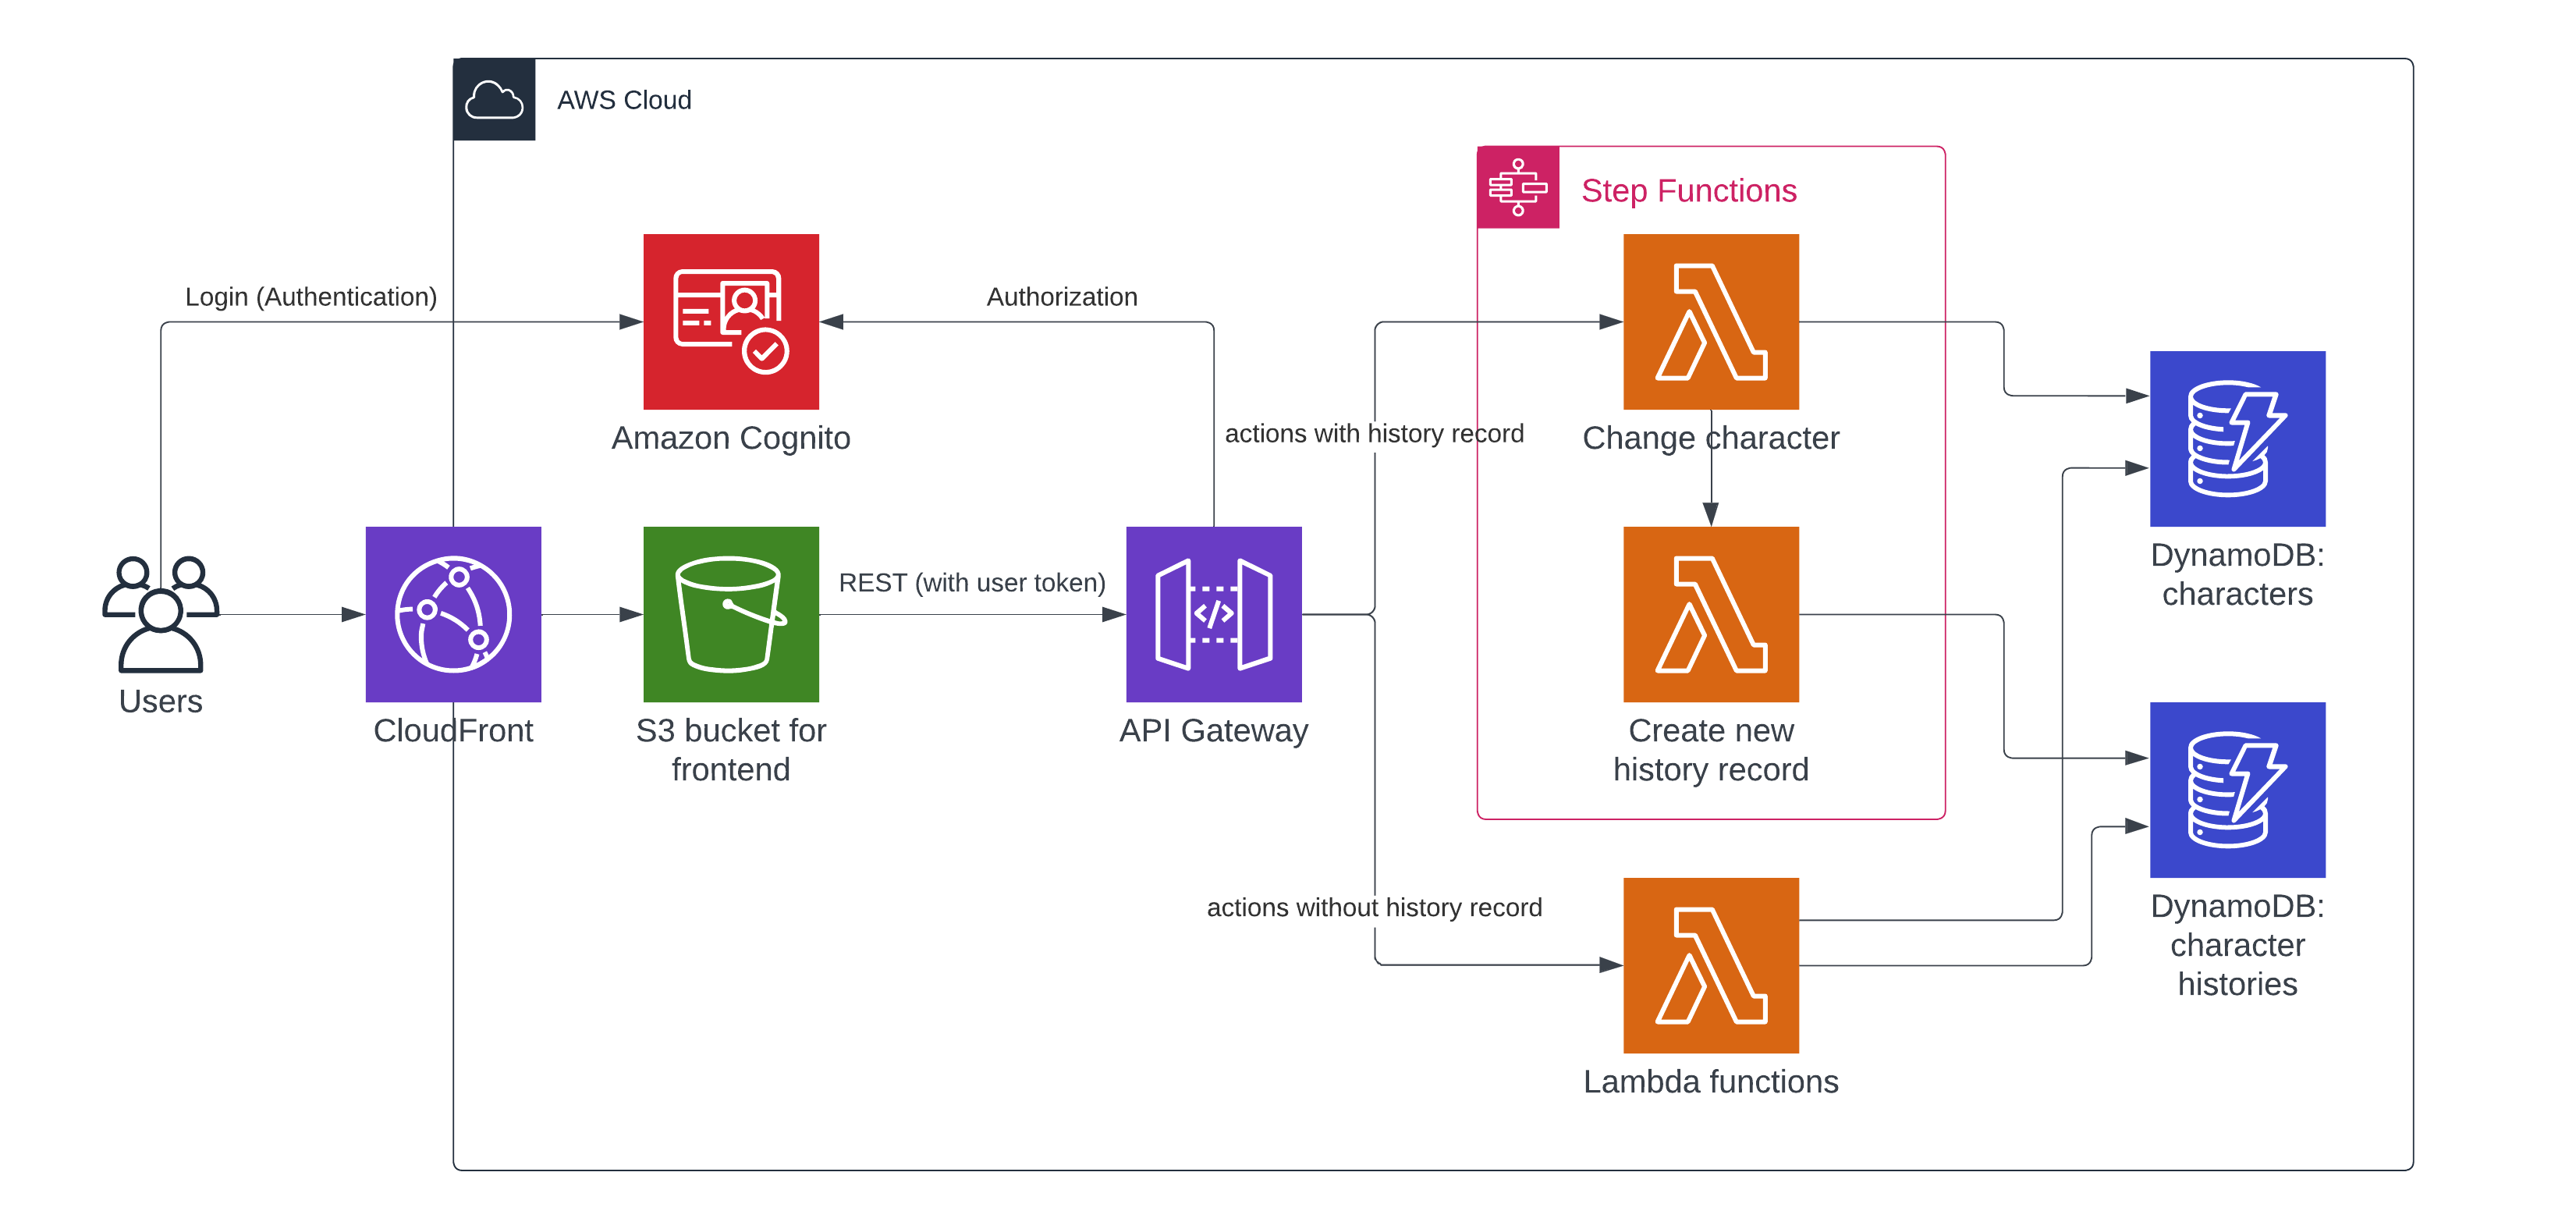 AWS Cloud
Step Functions
Login (Authentication)
Authorization
actions with history record
Amazon Cognito
Change character
DynamoDB:
characters
REST (with user token)
Users
CloudFront
S3 bucket for
frontend
API Gateway
Create new
history record
actions without history record
DynamoDB:
character
histories
Lambda functions